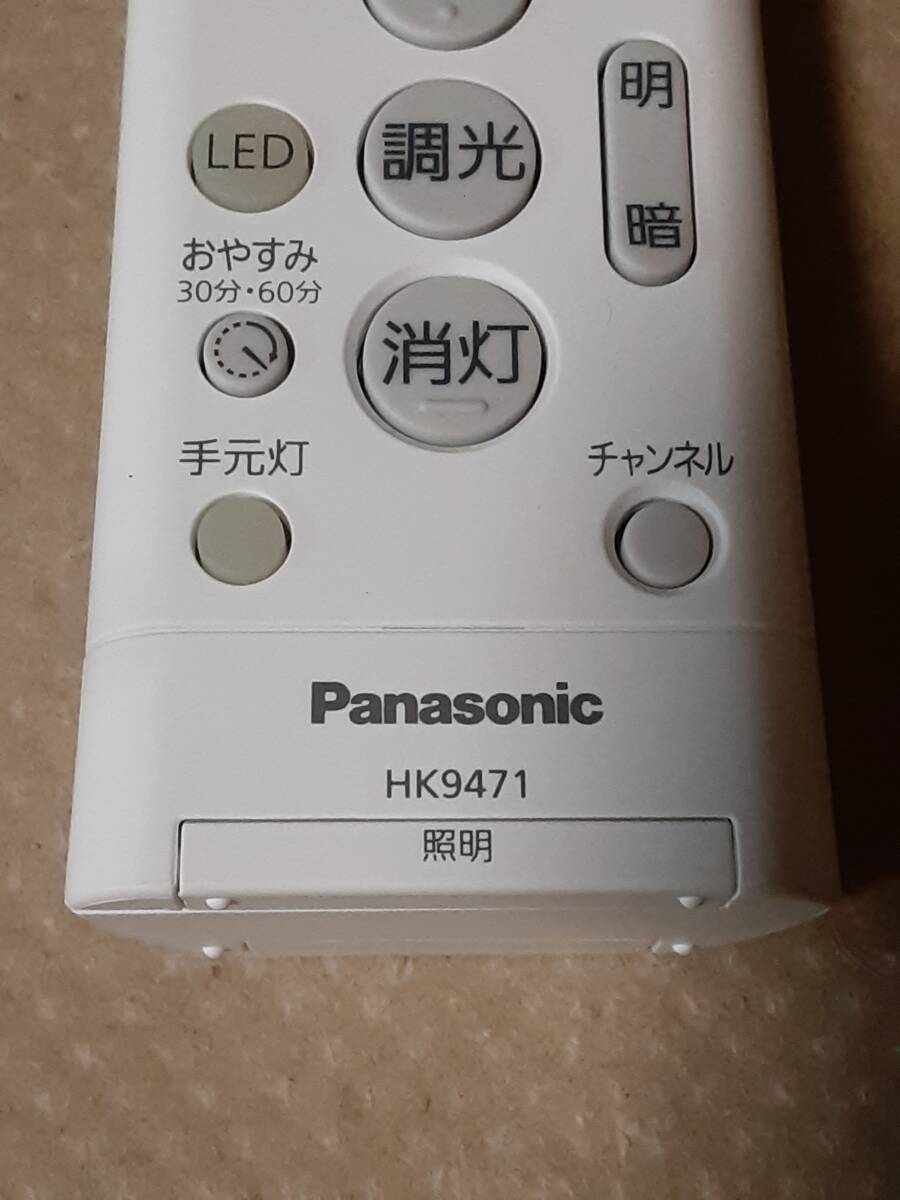 明
LED
調光
暗
おやすみ
30分・60分
消灯
手元灯
チャンネル
Panasonic
HK9471
照明